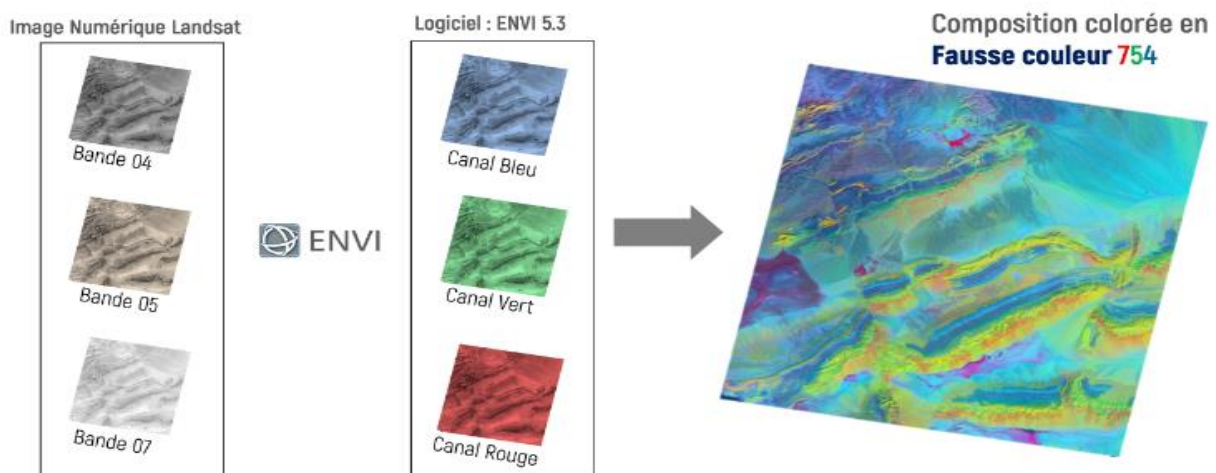 Image Numérique Landsat
Bande 04
Bande 05
Bande 07
ENVI
Logiciel : ENVI 5.3
Canal Bleu
Canal Vert
Canal Rouge
Composition colorée en
Fausse couleur 754